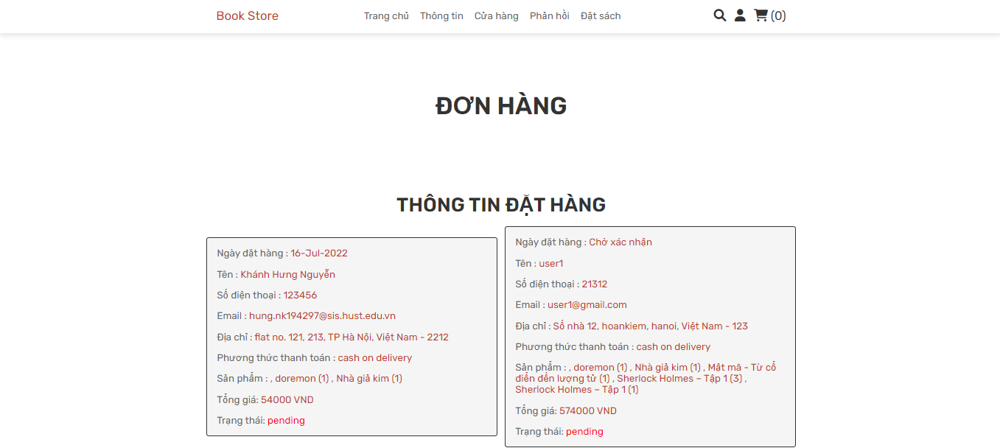 Book Store
Trang chủ Thông tin Cửa hàng Phản hồi Đặt sách
(0)
ĐƠN HÀNG
THÔNG TIN ĐẶT HÀNG
Ngày đặt hàng : 16-Jul-2022
Tên : Khánh Hưng Nguyễn
Số điện thoại : 123456
Email : hung.nk194297@sis.hust.edu.vn
Địa chỉ : flat no. 121, 213, TP Hà Nội, Việt Nam - 2212
Phương thức thanh toán : cash on delivery
Sản phẩm : , doremon (1) , Nhà giả kim (1)
Tổng giá: 54000 VND
Trạng thái: pending
Ngày đặt hàng : Chờ xác nhận
Tên : user1
Số điện thoại : 21312
Email : user1@gmail.com
Địa chỉ : Số nhà 12, hoankiem, hanoi, Việt Nam - 123
Phương thức thanh toán : cash on delivery
Sản phẩm : , doremon (1) , Nhà giả kim (1) , Mật mã - Từ cổ
điển đến lượng tử (1) , Sherlock Holmes – Tập 1 (3) ,
Sherlock Holmes – Tập 1 (1)
Tổng giá: 574000 VND
Trạng thái: pending